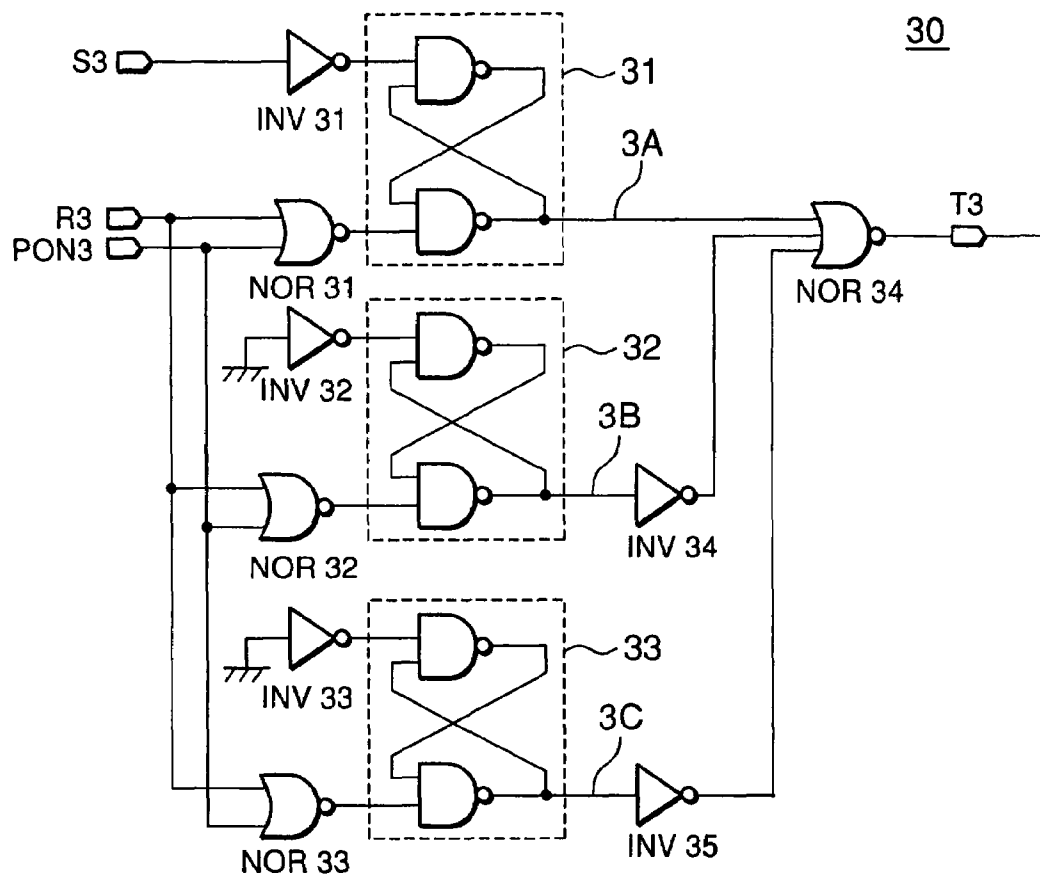 30
S3
INV 31
31
3A
R3
PON3
T3
NOR 31
NOR 34
32
INV 32
3B
NOR 32
INV 34
33
INV 33
3C
NOR 33
INV 35